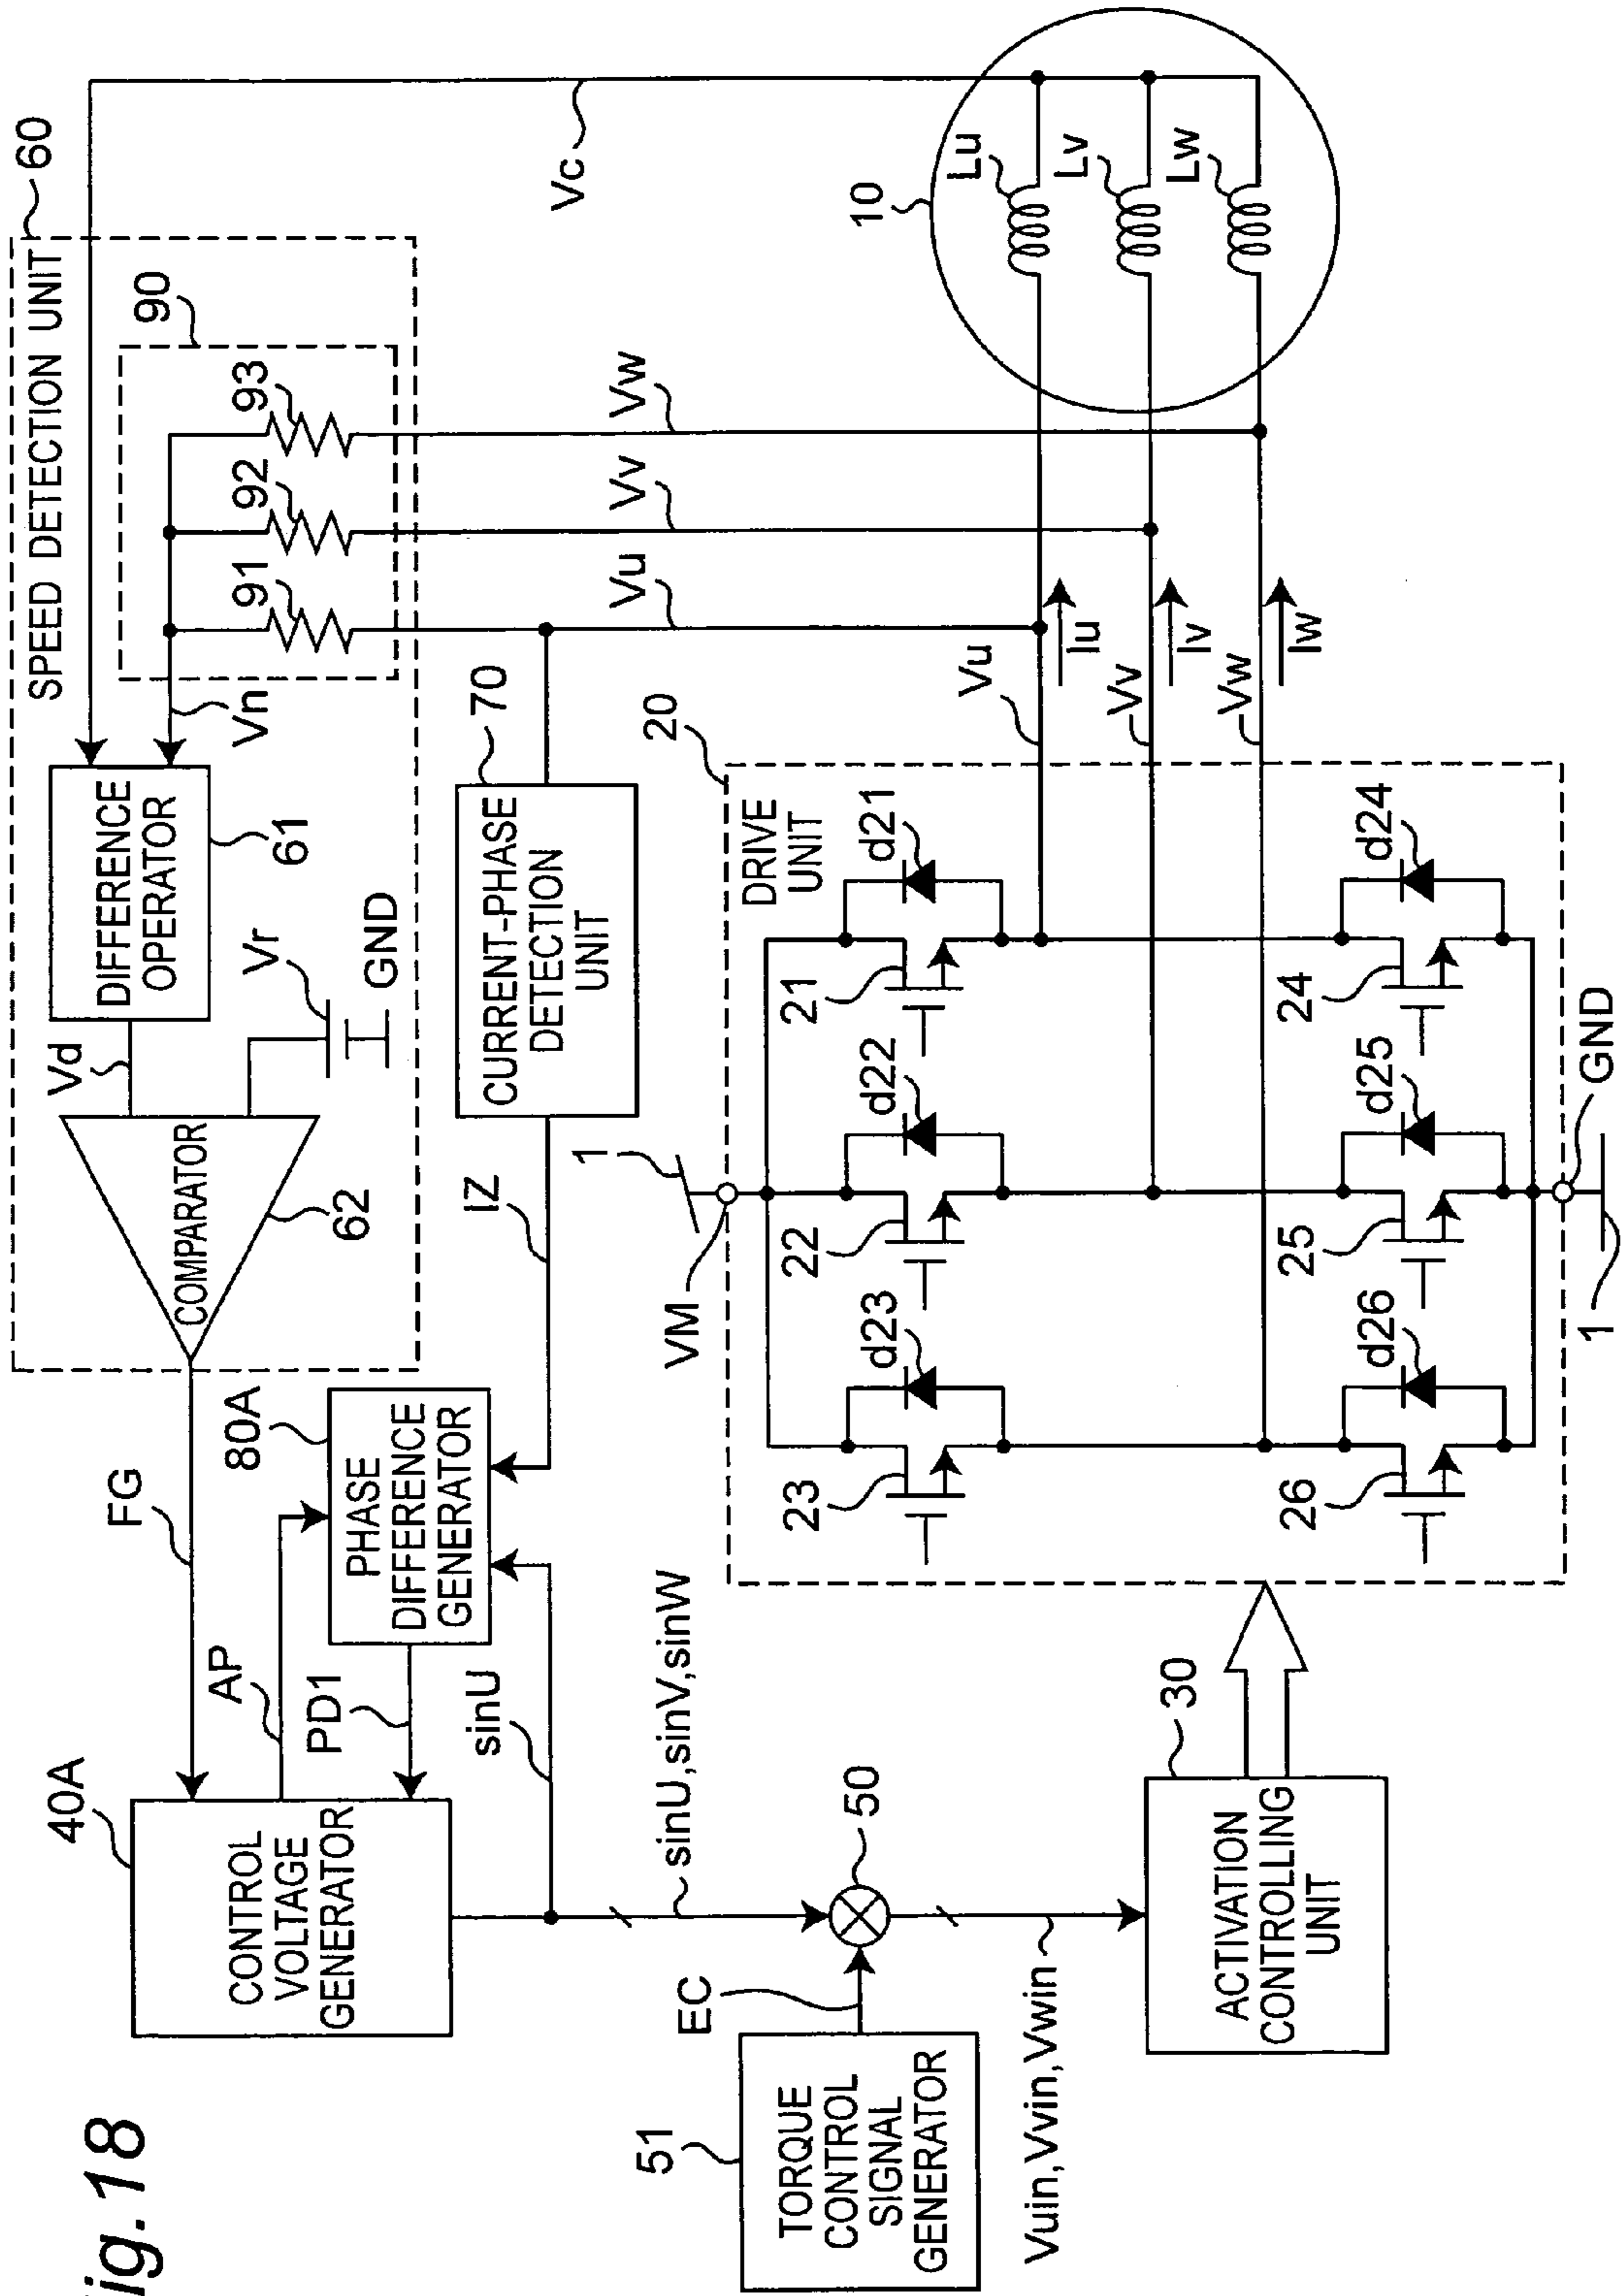 ig. 18
SPEED DETECTION UNIT
60
90
93
92
91
Vn
Vc
DIFFERENCE
OPERATOR
61
Vd
Vr
GND
COMPARATOR
62
FG
40A
CONTROL
VOLTAGE
GENERATOR
AP
PD1
sinU
80A
PHASE
DIFFERENCE
GENERATOR
IZ
70
CURRENT-PHASE
DETECTION
UNIT
Vu
Vv
Vw
10
Lu
Lv
Lw
sinU,sinV,sinW
50
EC
51
TORQUE
CONTROL
SIGNAL
GENERATOR
Vuin,Vvin,Vwin
30
ACTIVATION
CONTROLLING
UNIT
20
DRIVE
UNIT
VM
1
23
d23
22
d22
21
d21
26
d26
25
d25
24
d24
GND
1
Vu
Iu
Vv
Iv
Vw
Iw